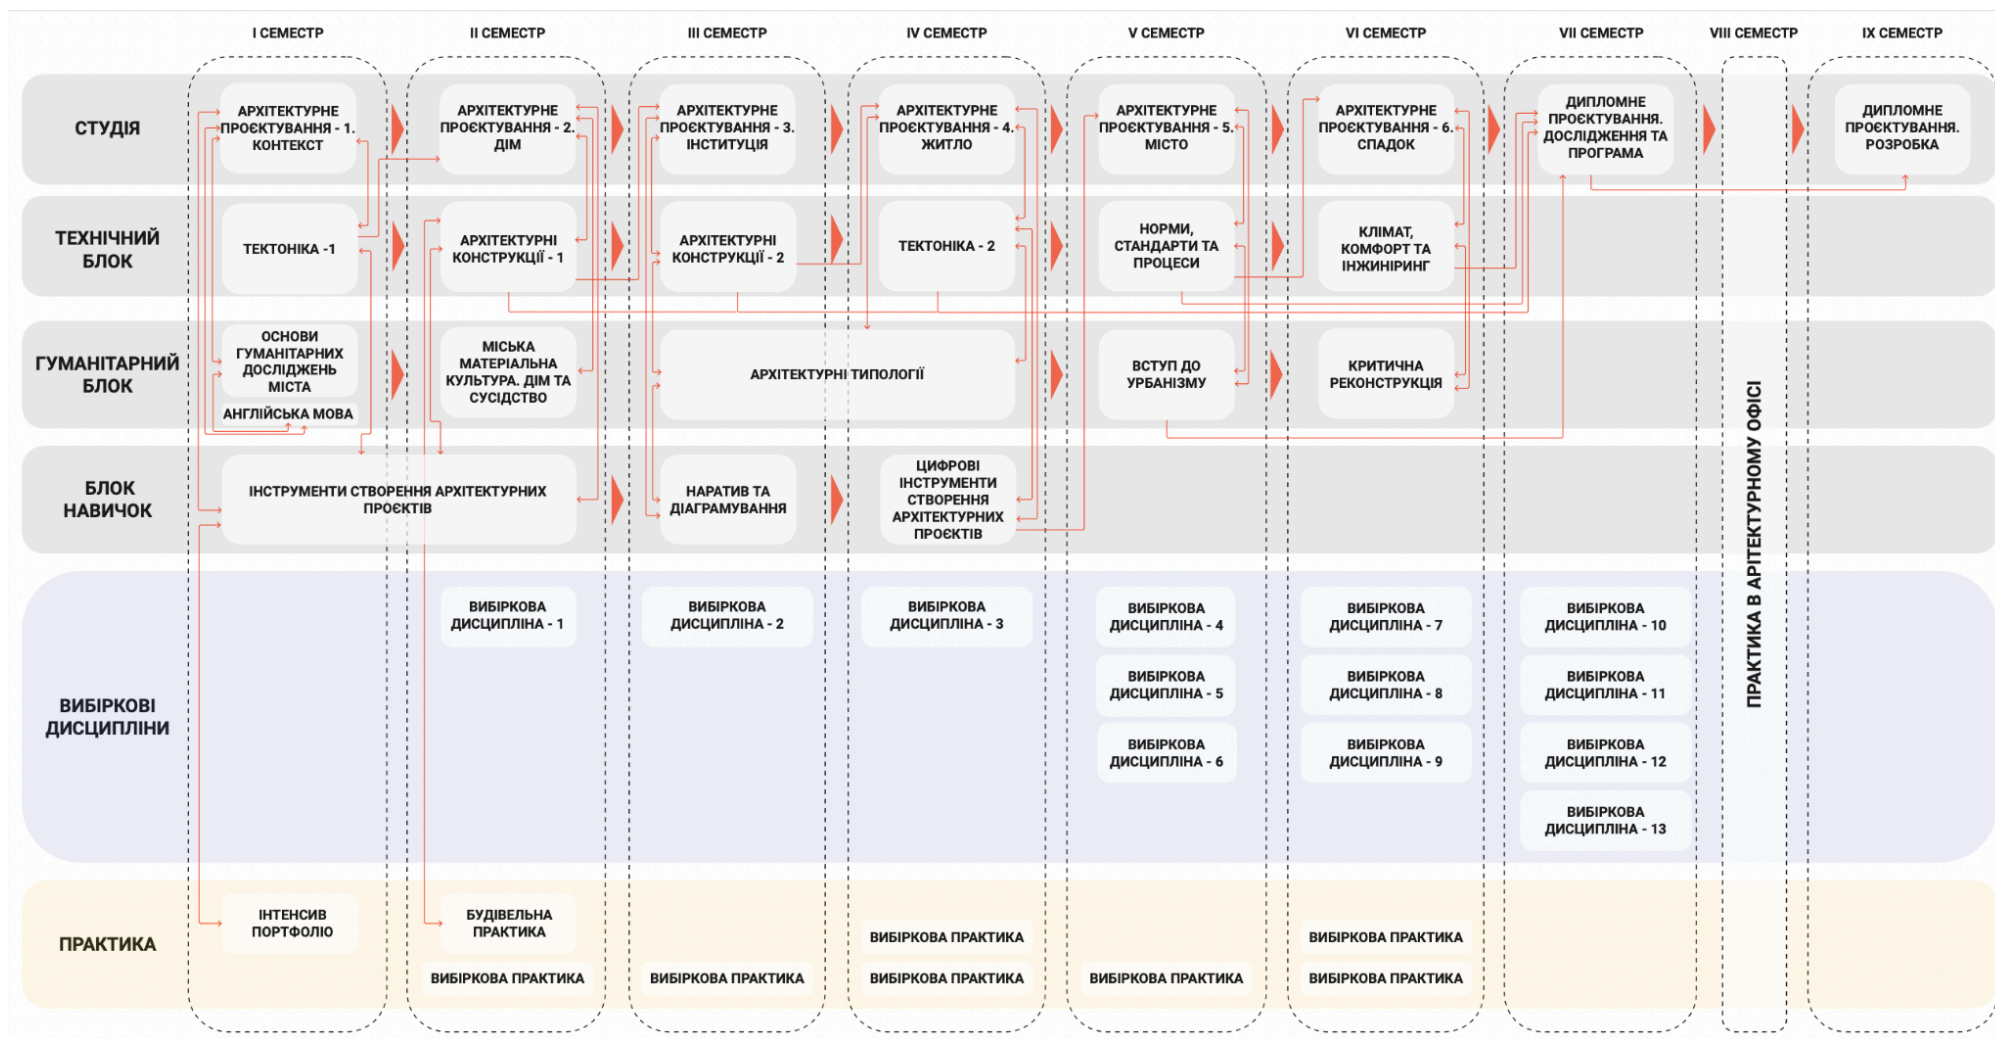 I СЕМЕСТР
II СЕМЕСТР
III СЕМЕСТР
IV СЕМЕСТР
V СЕМЕСТР
VI СЕМЕСТР
VII СЕМЕСТР
VIII СЕМЕСТР
IX СЕМЕСТР
СТУДІЯ
АРХІТЕКТУРНЕ
ПРОЄКТУВАННЯ - 1.
КОНТЕКСТ
АРХІТЕКТУРНЕ
ПРОЄКТУВАННЯ - 2.
ДІМ
АРХІТЕКТУРНЕ
ПРОЄКТУВАННЯ - 3.
ІНСТИТУЦІЯ
АРХІТЕКТУРНЕ
ПРОЄКТУВАННЯ - 4.
ЖИТЛО
АРХІТЕКТУРНЕ
ПРОЄКТУВАННЯ - 5.
МІСТО
АРХІТЕКТУРНЕ
ПРОЄКТУВАННЯ - 6.
СПАДОК
ДИПЛОМНЕ
ПРОЄКТУВАННЯ.
ДОСЛІДЖЕННЯ ТА
ПРОГРАМА
ДИПЛОМНЕ
ПРОЄКТУВАННЯ.
РОЗРОБКА
ТЕХНІЧНИЙ
БЛОК
ТЕКТОНІКА -1
АРХІТЕКТУРНІ
КОНСТРУКЦІЇ - 1
АРХІТЕКТУРНІ
КОНСТРУКЦІЇ - 2
ТЕКТОНІКА - 2
НОРМИ,
СТАНДАРТИ ТА
ПРОЦЕСИ
КЛІМАТ,
КОМФОРТ ТА
ІНЖИНІРИНГ
ГУМАНІТАРНИЙ
БЛОК
ОСНОВИ
ГУМАНІТАРНИХ
ДОСЛІДЖЕНЬ
МІСТА
АНГЛІЙСЬКА МОВА
МІСЬКА
МАТЕРІАЛЬНА
КУЛЬТУРА. ДІМ ТА
СУСІДСТВО
АРХІТЕКТУРНІ ТИПОЛОГІЇ
ВСТУП ДО
УРБАНІЗМУ
КРИТИЧНА
РЕКОНСТРУКЦІЯ
БЛОК
НАВИЧОК
ІНСТРУМЕНТИ СТВОРЕННЯ АРХІТЕКТУРНИХ
ПРОЄКТІВ
НАРАТИВ ТА
ДІАГРАМУВАННЯ
ЦИФРОВІ
ІНСТРУМЕНТИ
СТВОРЕННЯ
АРХІТЕКТУРНИХ
ПРОЄКТІВ
ВИБІРКОВІ
ДИСЦИПЛІНИ
ВИБІРКОВА
ДИСЦИПЛІНА - 1
ВИБІРКОВА
ДИСЦИПЛІНА - 2
ВИБІРКОВА
ДИСЦИПЛІНА - 3
ВИБІРКОВА
ДИСЦИПЛІНА - 4
ВИБІРКОВА
ДИСЦИПЛІНА - 5
ВИБІРКОВА
ДИСЦИПЛІНА - 6
ВИБІРКОВА
ДИСЦИПЛІНА - 7
ВИБІРКОВА
ДИСЦИПЛІНА - 8
ВИБІРКОВА
ДИСЦИПЛІНА - 9
ВИБІРКОВА
ДИСЦИПЛІНА - 10
ВИБІРКОВА
ДИСЦИПЛІНА - 11
ВИБІРКОВА
ДИСЦИПЛІНА - 12
ВИБІРКОВА
ДИСЦИПЛІНА - 13
ПРАКТИКА В АРІТЕКТУРНОМУ ОФІСІ
ПРАКТИКА
ІНТЕНСИВ
ПОРТФОЛІО
БУДІВЕЛЬНА
ПРАКТИКА
ВИБІРКОВА ПРАКТИКА
ВИБІРКОВА ПРАКТИКА
ВИБІРКОВА ПРАКТИКА
ВИБІРКОВА ПРАКТИКА
ВИБІРКОВА ПРАКТИКА
ВИБІРКОВА ПРАКТИКА
ВИБІРКОВА ПРАКТИКА